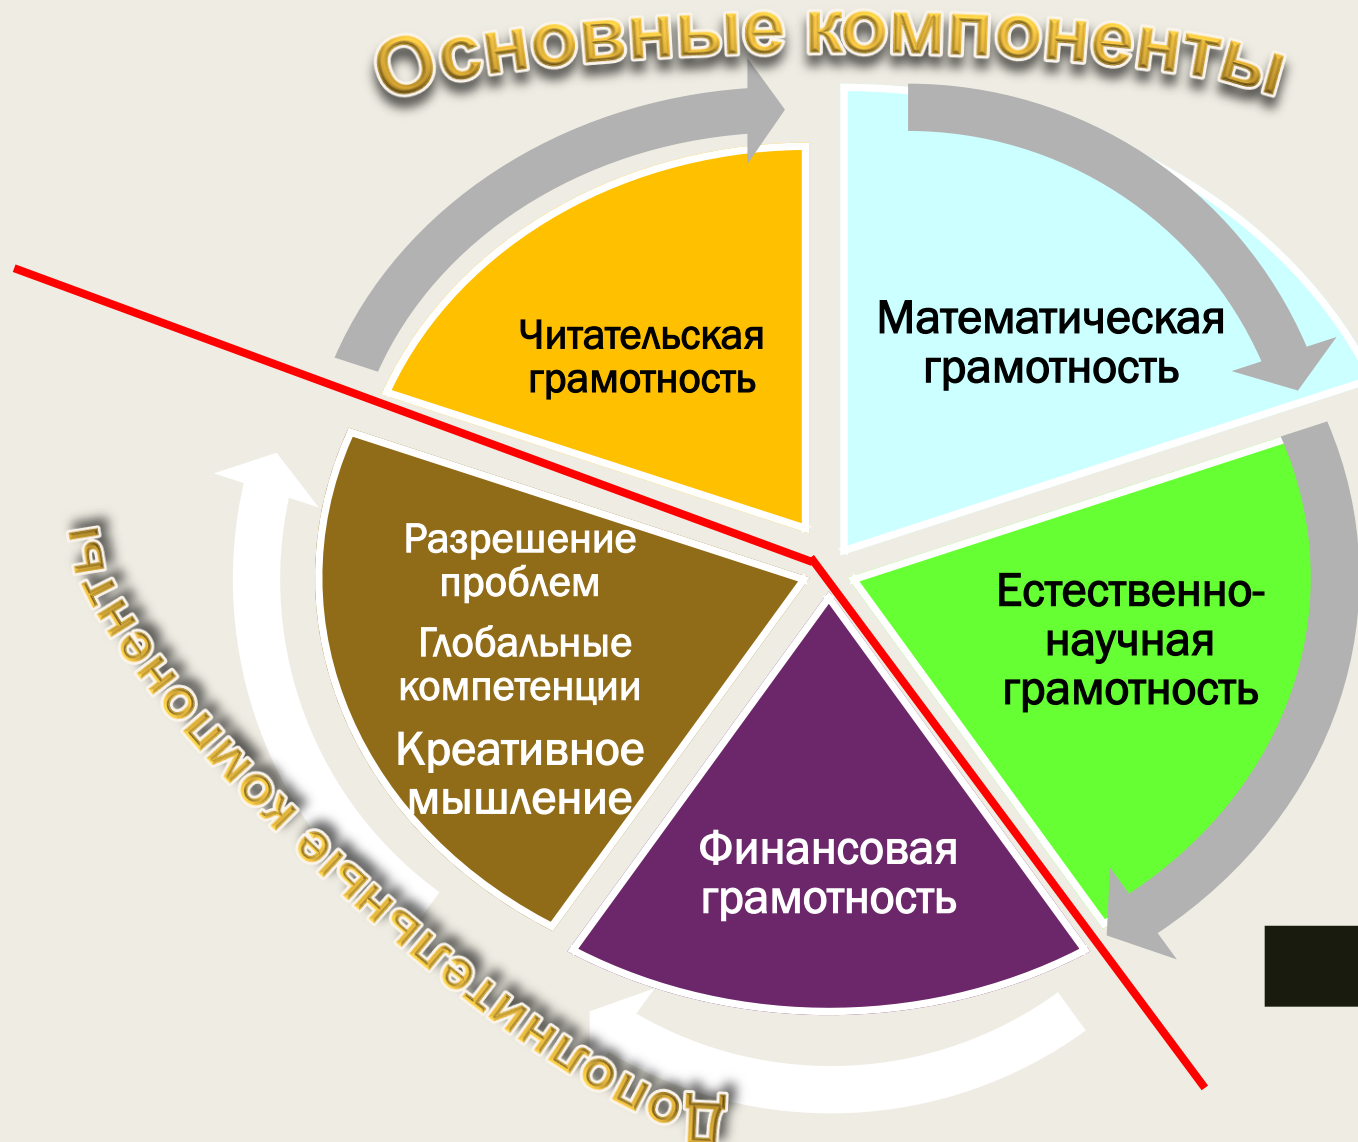 Основные компоненты
Читательская
грамотность
Математическая
грамотность
Естественно-
научная
грамотность
Финансовая
грамотность
Разрешение
проблем
Глобальные
компетенции
Креативное
мышление
Дополнительные компоненты